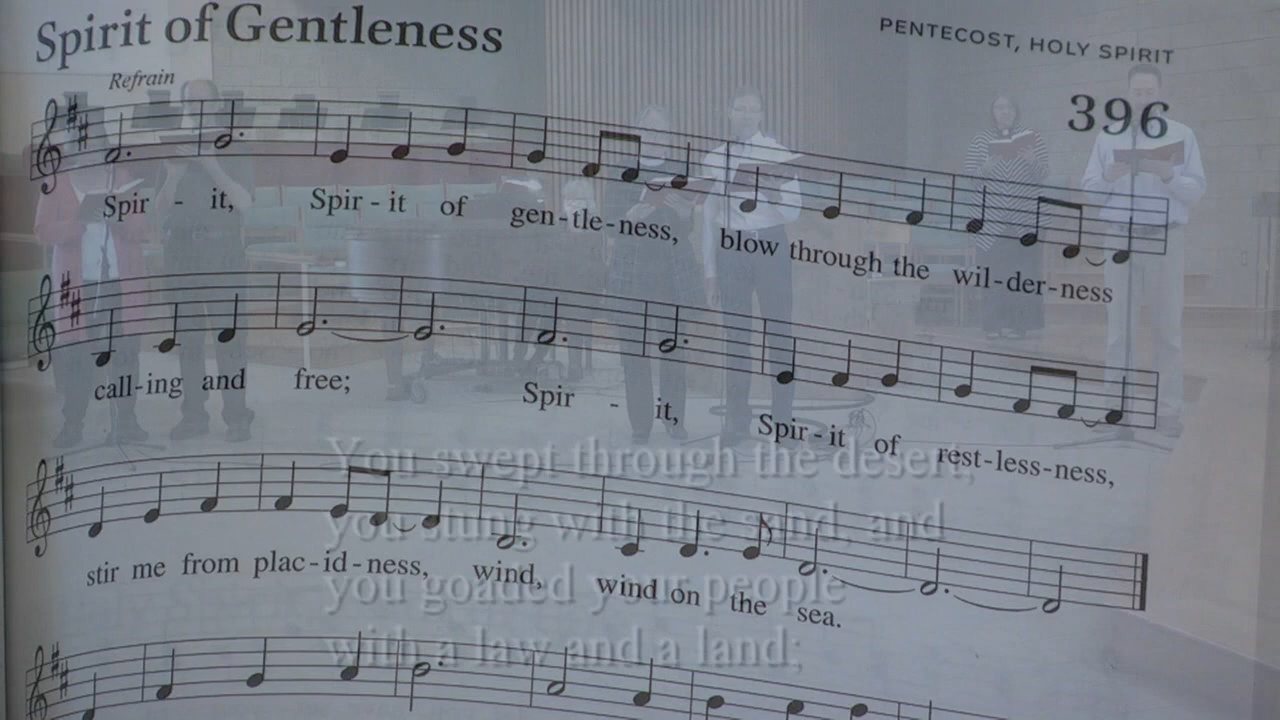 Spirit of Gentleness
PENTECOST, HOLY SPIRIT
Refrain
396
Spir - it, Spir - it of gen - tle - ness, blow through the wil - der - ness
call - ing and free; Spir - it, Spir - it of rest - less - ness,
stir me from plac - id - ness, wind, wind on the sea.
You swept through the desert,
you stung with the sand, and
you goaded your people
with a law and a land;